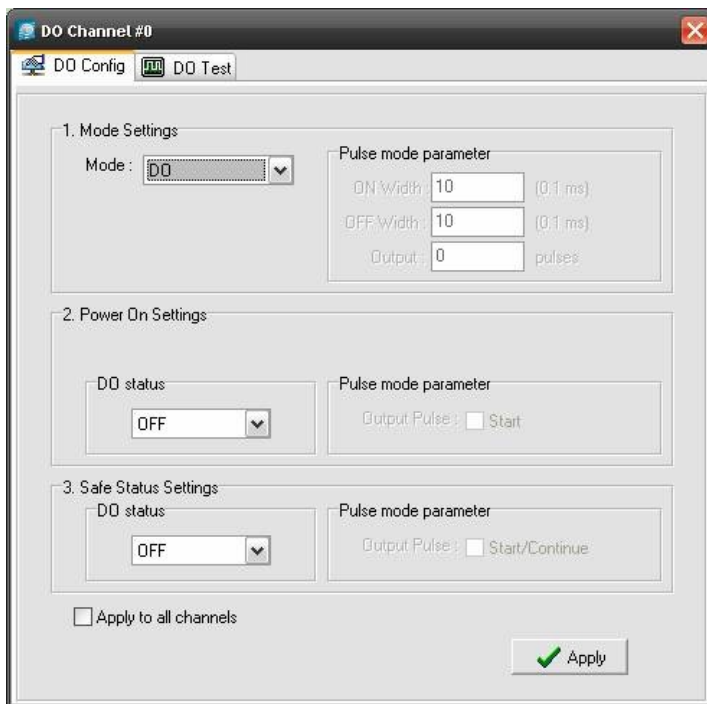 DO Channel #0
DO Config DO Test
1. Mode Settings
Mode : DO
Pulse mode parameter
ON Width : 10 (0.1 ms)
OFF Width : 10 (0.1 ms)
Output : 0 pulses
2. Power On Settings
DO status
OFF
Pulse mode parameter
Output Pulse : Start
3. Safe Status Settings
DO status
OFF
Pulse mode parameter
Output Pulse : Start/Continue
Apply to all channels
Apply